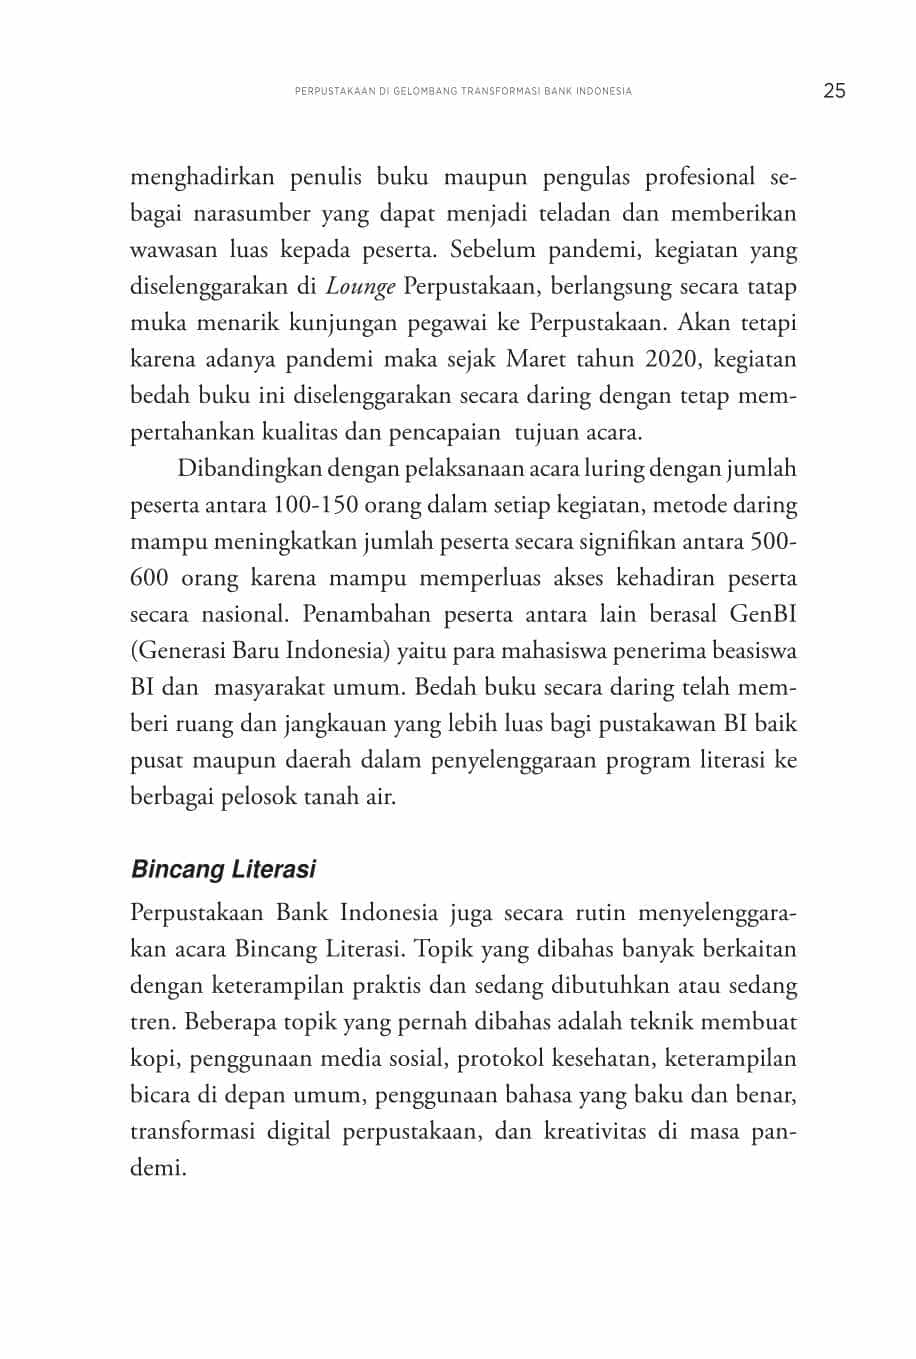 PERPUSTAKAAN DI GELOMBANG TRANSFORMASI BANK INDONESIA 25
menghadirkan penulis buku maupun pengulas profesional se-
bagai narasumber yang dapat menjadi teladan dan memberikan
wawasan luas kepada peserta. Sebelum pandemi, kegiatan yang
diselenggarakan di Lounge Perpustakaan, berlangsung secara tatap
muka menarik kunjungan pegawai ke Perpustakaan. Akan tetapi
karena adanya pandemi maka sejak Maret tahun 2020, kegiatan
bedah buku ini diselenggarakan secara daring dengan tetap mem-
pertahankan kualitas dan pencapaian  tujuan acara.
Dibandingkan dengan pelaksanaan acara luring dengan jumlah
peserta antara 100-150 orang dalam setiap kegiatan, metode daring
mampu meningkatkan jumlah peserta secara signifikan antara 500-
600 orang karena mampu memperluas akses kehadiran peserta
secara nasional. Penambahan peserta antara lain berasal GenBI
(Generasi Baru Indonesia) yaitu para mahasiswa penerima beasiswa
BI dan  masyarakat umum. Bedah buku secara daring telah mem-
beri ruang dan jangkauan yang lebih luas bagi pustakawan BI baik
pusat maupun daerah dalam penyelenggaraan program literasi ke
berbagai pelosok tanah air.
Bincang Literasi
Perpustakaan Bank Indonesia juga secara rutin menyelenggara-
kan acara Bincang Literasi. Topik yang dibahas banyak berkaitan
dengan keterampilan praktis dan sedang dibutuhkan atau sedang
tren. Beberapa topik yang pernah dibahas adalah teknik membuat
kopi, penggunaan media sosial, protokol kesehatan, keterampilan
bicara di depan umum, penggunaan bahasa yang baku dan benar,
transformasi digital perpustakaan, dan kreativitas di masa pan-
demi.